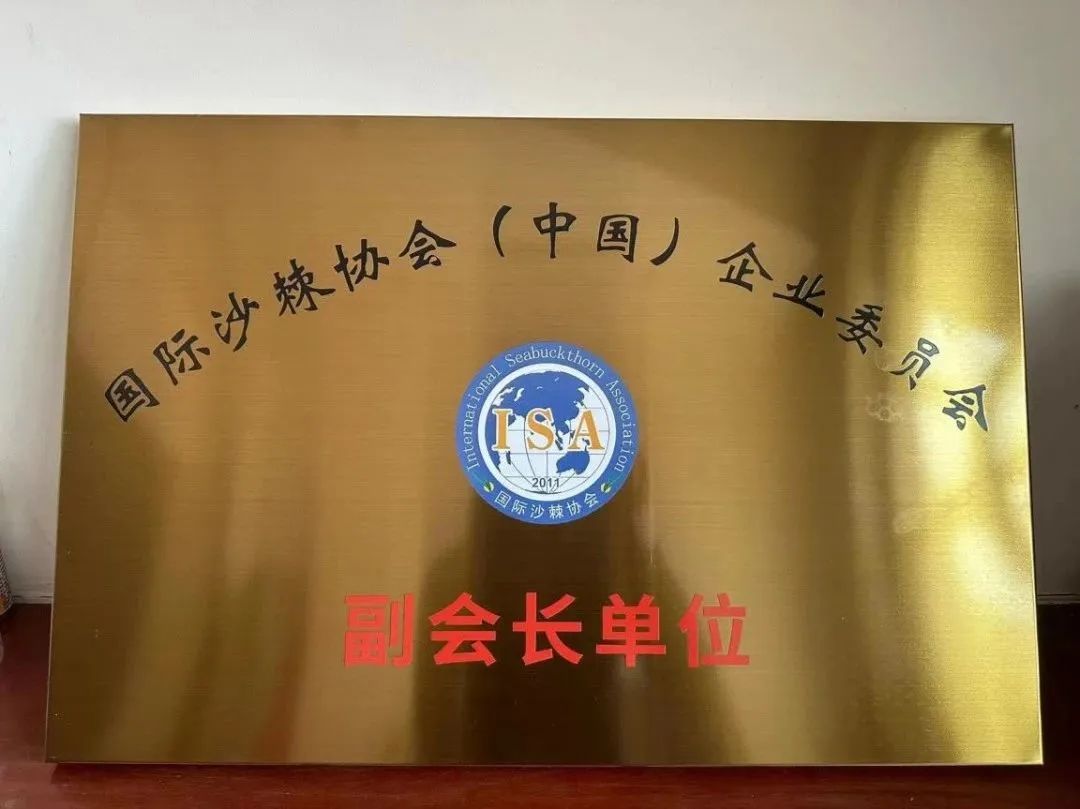 国际沙棘协会（中国）企业委员会
International Seabuckthorn Association
ISA
2011
国际沙棘协会
副会长单位